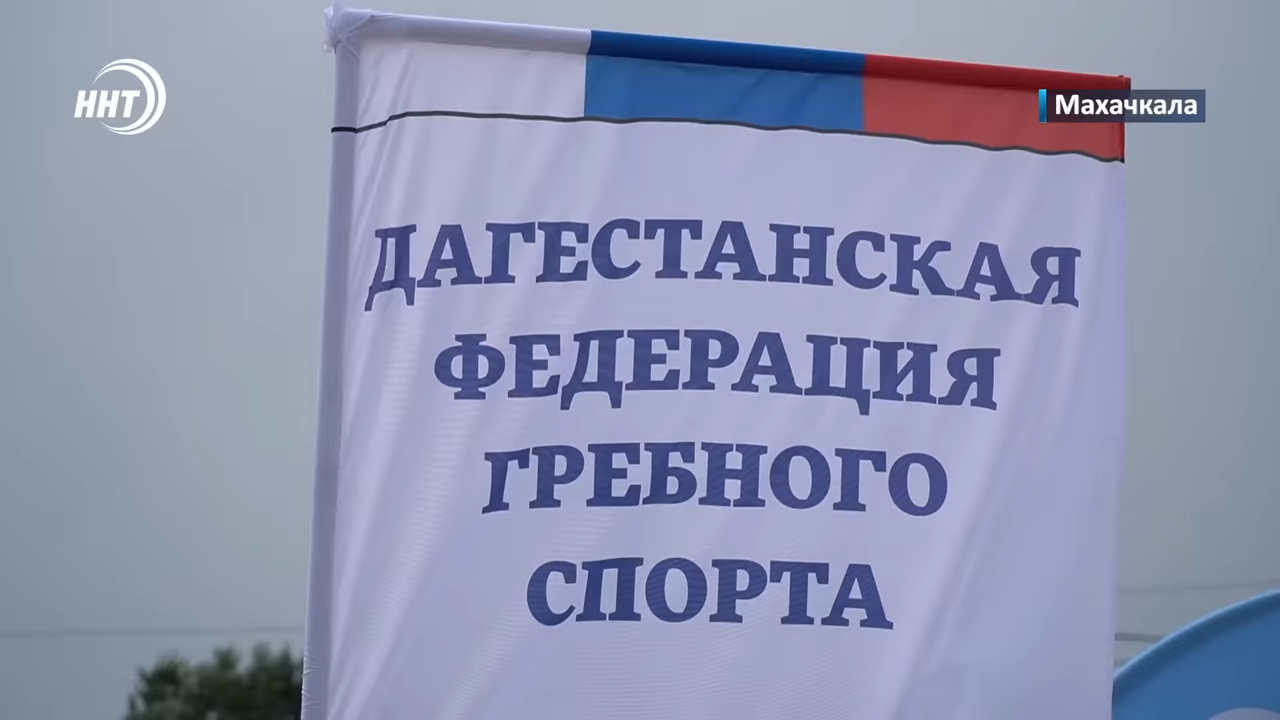 ННТ
Махачкала
ДАГЕСТАНСКАЯ
ФЕДЕРАЦИЯ
ГРЕБНОГО
СПОРТА